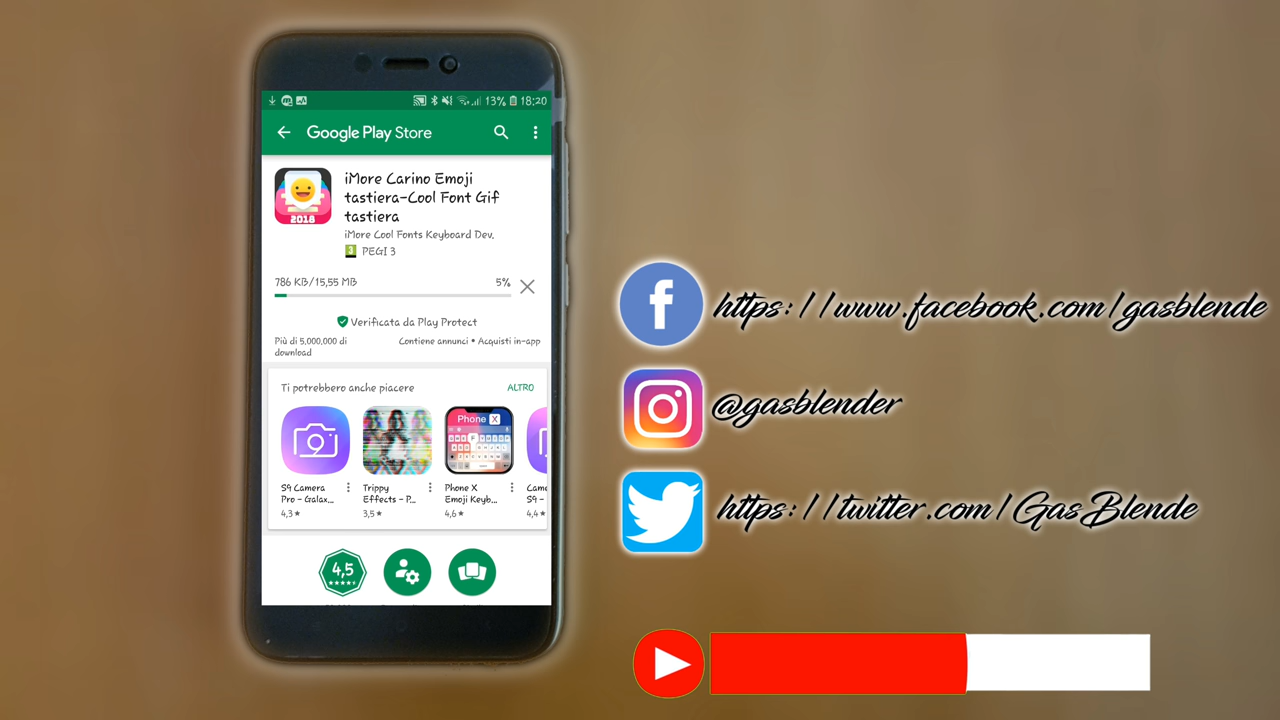 13% 18:20
Google Play Store
iMore Carino Emoji
tastiera-Cool Font Gif
tastiera
2018
iMore Cool Fonts Keyboard Dev.
3 PEGI 3
786 KB/15,55 MB 5%
Verificata da Play Protect
Più di 5.000.000 di
download
Contiene annunci • Acquisti in-app
Ti potrebbero anche piacere ALTRO
Phone X
S9 Camera
Pro - Galax...
4,3★
Trippy
Effects - P...
3,5★
Phone X
Emoji Keyb...
4,6★
Came
S9 -
4,4★
4,5
f https://www.facebook.com/gasblende
@gasblender
https://twitter.com/GasBlende